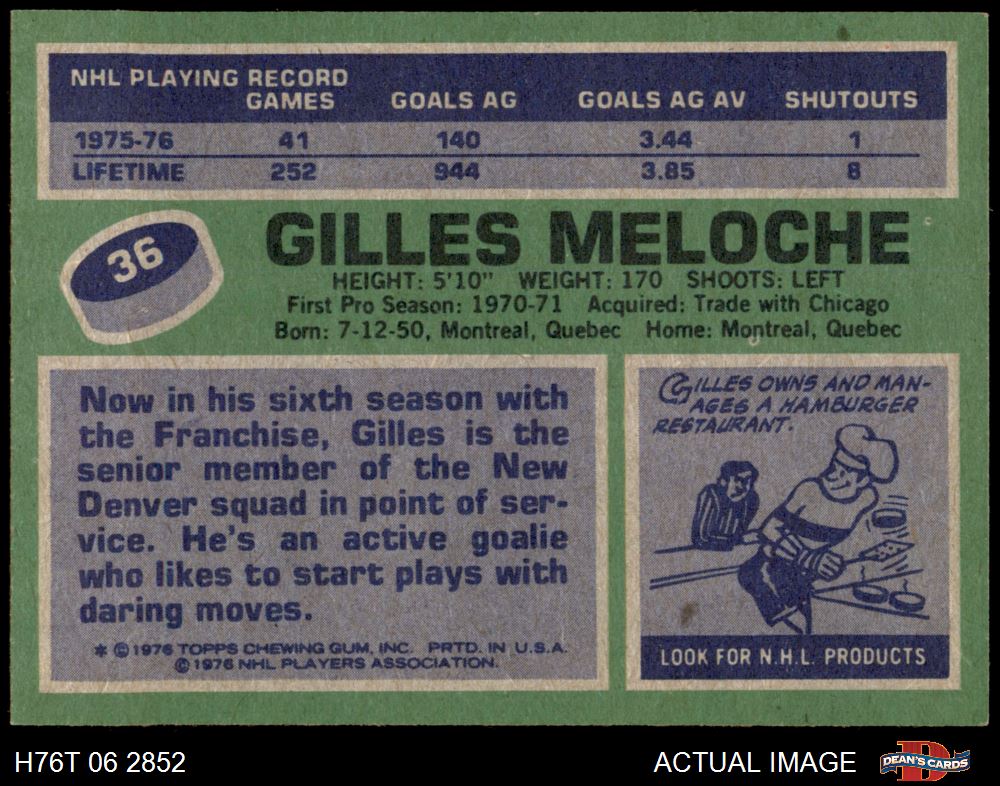 NHL PLAYING RECORD
GAMES GOALS AG GOALS AG AV SHUTOUTS
1975-76 41 140 3.44 1
LIFETIME 252 944 3.85 8
36
GILLES MELOCHE
HEIGHT: 5'10" WEIGHT: 170 SHOOTS: LEFT
First Pro Season: 1970-71 Acquired: Trade with Chicago
Born: 7-12-50, Montreal, Quebec Home: Montreal, Quebec
Now in his sixth season with
the Franchise, Gilles is the
senior member of the New
Denver squad in point of ser-
vice. He's an active goalie
who likes to start plays with
daring moves.
* © 1976 TOPPS CHEWING GUM, INC. PRTD. IN U.S.A.
© 1976 NHL PLAYERS ASSOCIATION.
GILLES OWNS AND MAN-
AGES A HAMBURGER
RESTAURANT.
LOOK FOR N.H.L. PRODUCTS
H76T 06 2852 ACTUAL IMAGE D DEAN'S CARDS